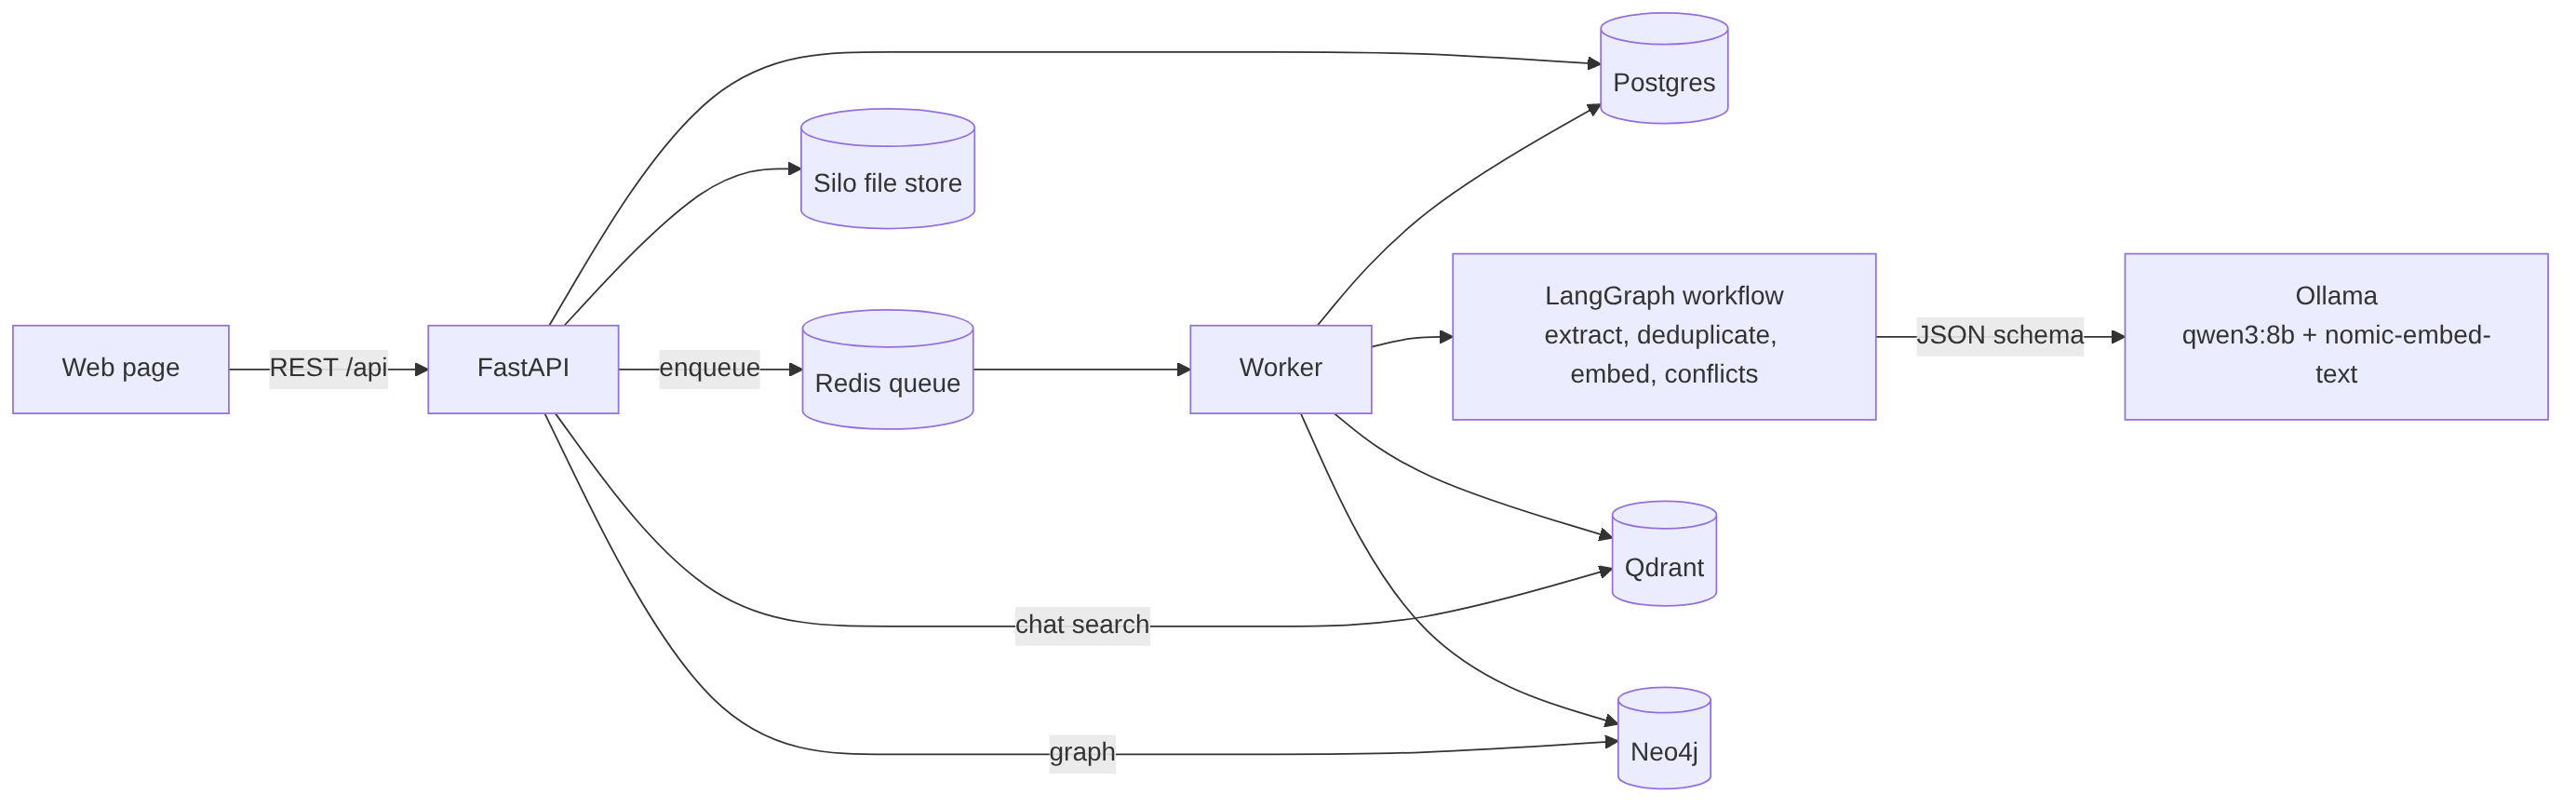 Postgres
Silo file store
Web page
REST /api
FastAPI
enqueue
Redis queue
Worker
LangGraph workflow
extract, deduplicate,
embed, conflicts
JSON schema
Ollama
qwen3:8b + nomic-embed-
text
Qdrant
chat search
graph
Neo4j